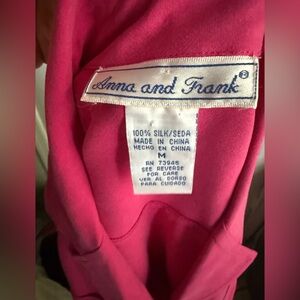 Anna and Frank®
100% SILK/SEDA
MADE IN CHINA
HECHO EN CHINA
M
RN 73945
SEE REVERSE
FOR CARE
VER AL DORSO
PARA CUIDADO